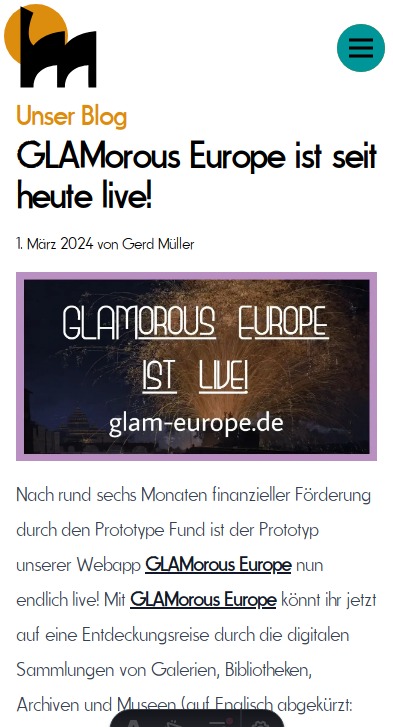 Unser Blog
GLAMorous Europe ist seit
heute live!
1. März 2024 von Gerd Müller
GLAMOROUS EUROPE
IST LIVE!
glam-europe.de
Nach rund sechs Monaten finanzieller Förderung
durch den Prototype Fund ist der Prototyp
unserer Webapp GLAMorous Europe nun
endlich live! Mit GLAMorous Europe könnt ihr jetzt
auf eine Entdeckungsreise durch die digitalen
Sammlungen von Galerien, Bibliotheken,
Archiven und Museen (auf Englisch abgekürzt: